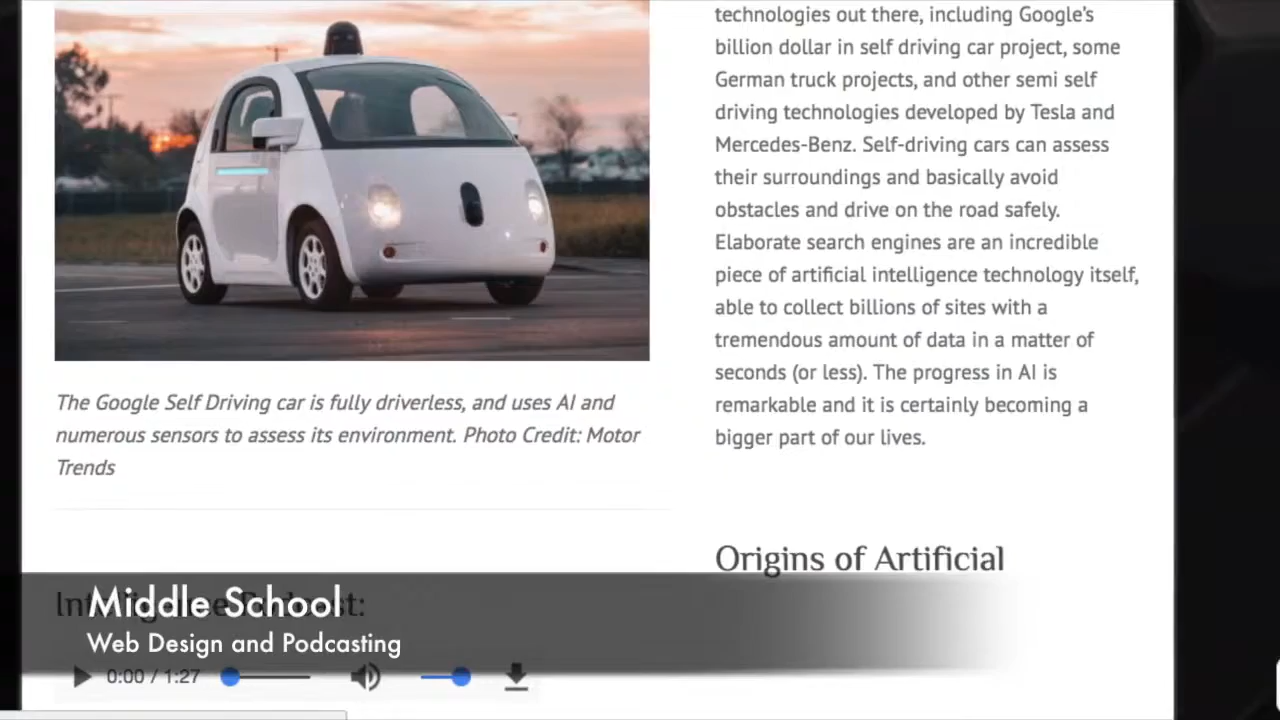 technologies out there, including Google's
billion dollar in self driving car project, some
German truck projects, and other semi self
driving technologies developed by Tesla and
Mercedes-Benz. Self-driving cars can assess
their surroundings and basically avoid
obstacles and drive on the road safely.
Elaborate search engines are an incredible
piece of artificial intelligence technology itself,
able to collect billions of sites with a
tremendous amount of data in a matter of
seconds (or less). The progress in AI is
remarkable and it is certainly becoming a
bigger part of our lives.
The Google Self Driving car is fully driverless, and uses AI and
numerous sensors to assess its environment. Photo Credit: Motor
Trends
Origins of Artificial
Middle School
Web Design and Podcasting
0:00 / 1:27